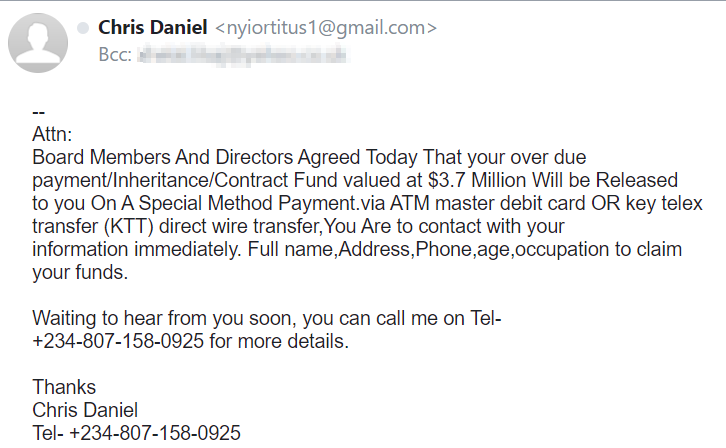 Chris Daniel <nyiortitus1@gmail.com>
Bcc:
--
Attn:
Board Members And Directors Agreed Today That your over due
payment/Inheritance/Contract Fund valued at $3.7 Million Will be Released
to you On A Special Method Payment.via ATM master debit card OR key telex
transfer (KTT) direct wire transfer,You Are to contact with your
information immediately. Full name,Address,Phone,age,occupation to claim
your funds.
Waiting to hear from you soon, you can call me on Tel-
+234-807-158-0925 for more details.
Thanks
Chris Daniel
Tel- +234-807-158-0925